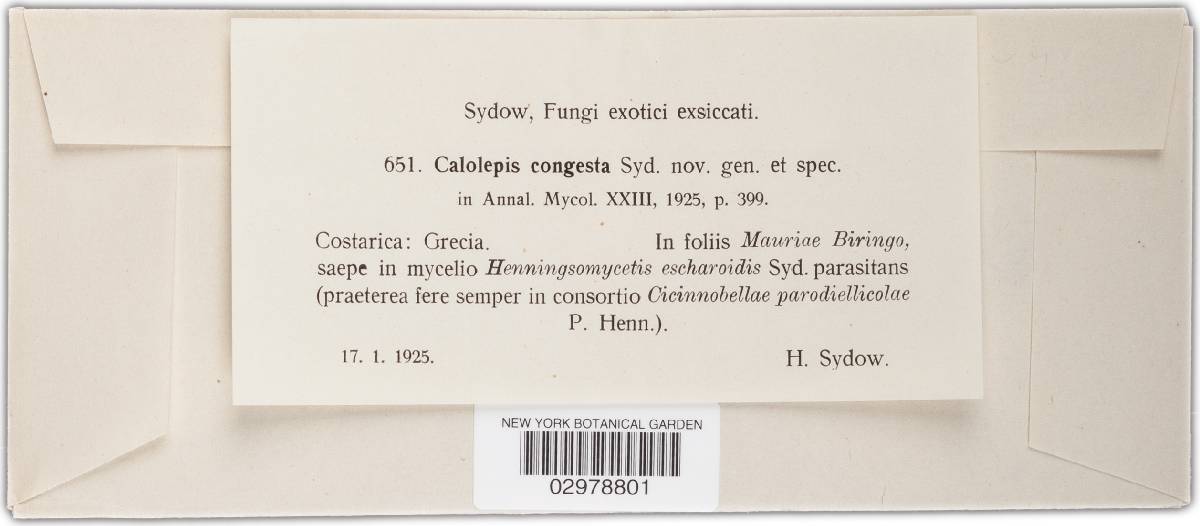 Sydow, Fungi exotici exsiccati.
651. Calolepis congesta Syd. nov. gen. et spec.
in Annal. Mycol. XXIII, 1925, p. 399.
Costarica: Grecia. In foliis Mauriae Biringo,
saepe in mycelio Henningsomycetis escharoidis Syd. parasitans
(praeterea fere semper in consortio Cicinnobellae parodiellicolae
P. Henn.).
17. 1. 1925. H. Sydow.
NEW YORK BOTANICAL GARDEN
02978801